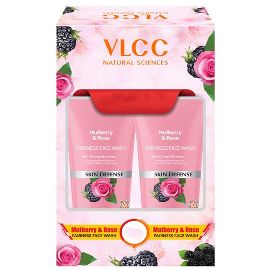 VLCC
NATURAL SCIENCES
Mulberry
& Rose
FAIRNESS FACE WASH
SKIN DEFENSE
Mulberry
& Rose
FAIRNESS FACE WASH
SKIN DEFENSE
Mulberry & Rose
FAIRNESS FACE WASH
Mulberry & Rose
FAIRNESS FACE WASH